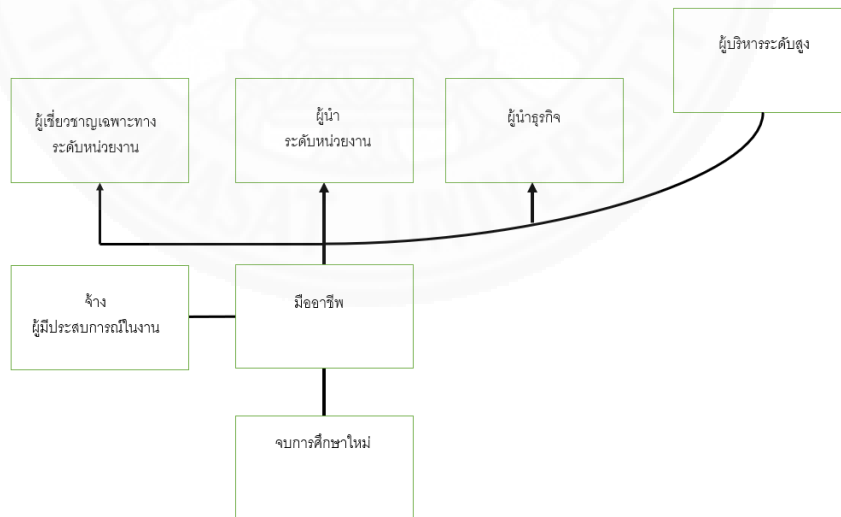 ผู้บริหารระดับสูง
ผู้เชี่ยวชาญเฉพาะทาง
ระดับหน่วยงาน
ผู้นำ
ระดับหน่วยงาน
ผู้นำธุรกิจ
จ้าง
ผู้มีประสบการณ์ในงาน
มืออาชีพ
จบการศึกษาใหม่